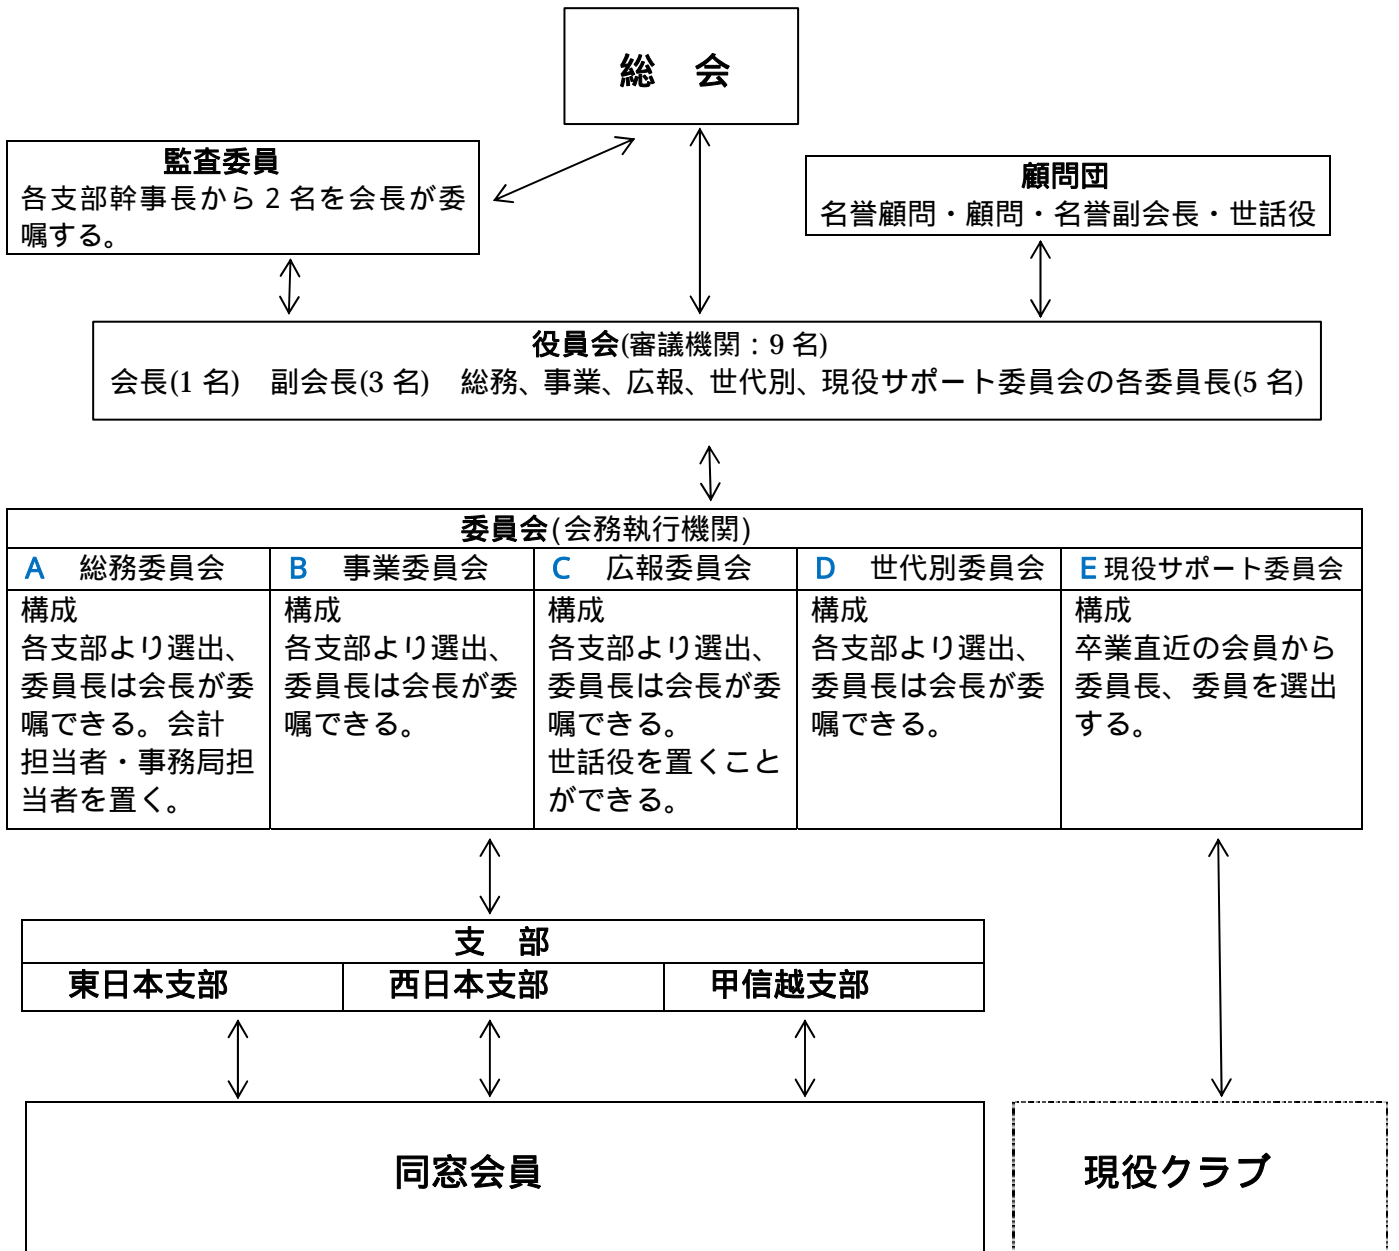 総　会
監査委員
各支部幹事長から 2 名を会長が委
嘱する。
顧問団
名誉顧問・顧問・名誉副会長・世話役
役員会(審議機関：9 名)
会長(1 名)　副会長(3 名)　総務、事業、広報、世代別、現役サポート委員会の各委員長(5 名)
委員会(会務執行機関)
A　総務委員会
構成
各支部より選出、
委員長は会長が委
嘱できる。会計
担当者・事務局担
当者を置く。
B　事業委員会
構成
各支部より選出、
委員長は会長が委
嘱できる。
C　広報委員会
構成
各支部より選出、
委員長は会長が委
嘱できる。
世話役を置くこと
ができる。
D　世代別委員会
構成
各支部より選出、
委員長は会長が委
嘱できる。
E 現役サポート委員会
構成
卒業直近の会員から
委員長、委員を選出
する。
支　部
東日本支部
西日本支部
甲信越支部
同窓会員
現役クラブ